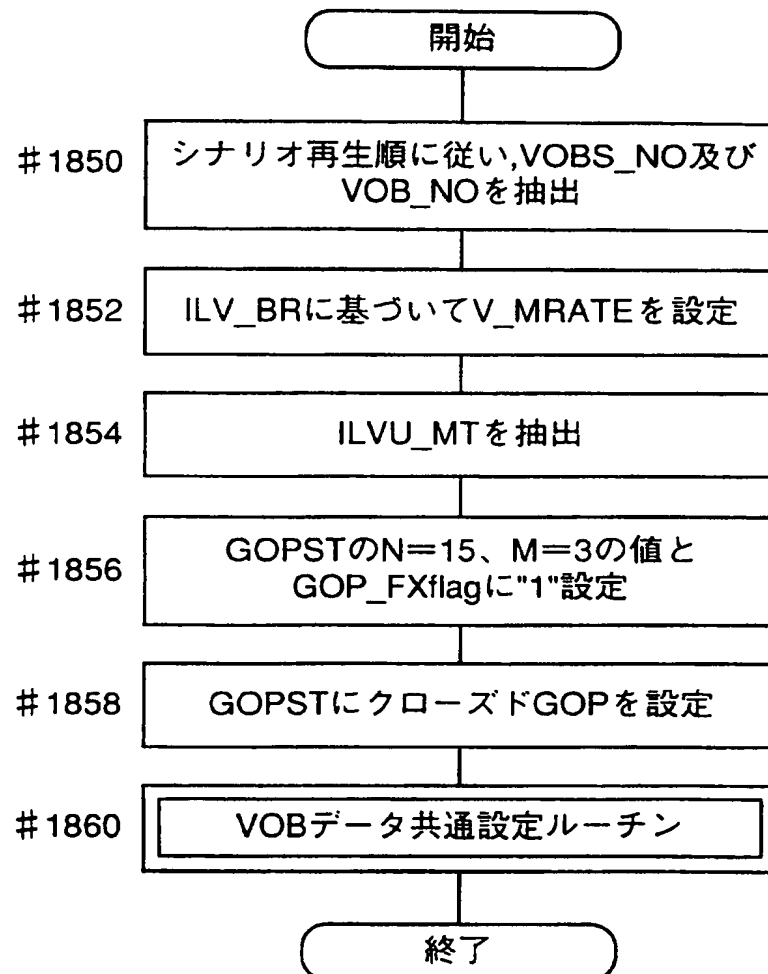 開始
#1850
シナリオ再生順に従い,VOBS_NO及び
VOB_NOを抽出
#1852
ILV_BRに基づいてV_MRATEを設定
#1854
ILVU_MTを抽出
#1856
GOPSTのN=15、M=3の値と
GOP_FXflagに"1"設定
#1858
GOPSTにクローズドGOPを設定
#1860
VOBデータ共通設定ルーチン
終了